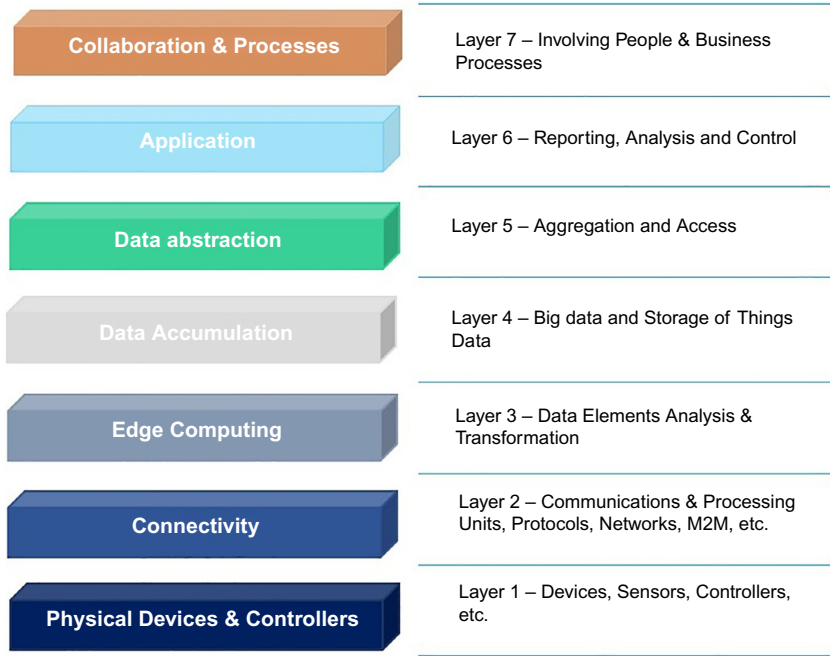 Collaboration & Processes
Layer 7 – Involving People & Business
Processes
Application
Layer 6 – Reporting, Analysis and Control
Data abstraction
Layer 5 – Aggregation and Access
Data Accumulation
Layer 4 – Big data and Storage of Things
Data
Edge Computing
Layer 3 – Data Elements Analysis &
Transformation
Connectivity
Layer 2 – Communications & Processing
Units, Protocols, Networks, M2M, etc.
Physical Devices & Controllers
Layer 1 – Devices, Sensors, Controllers,
etc.